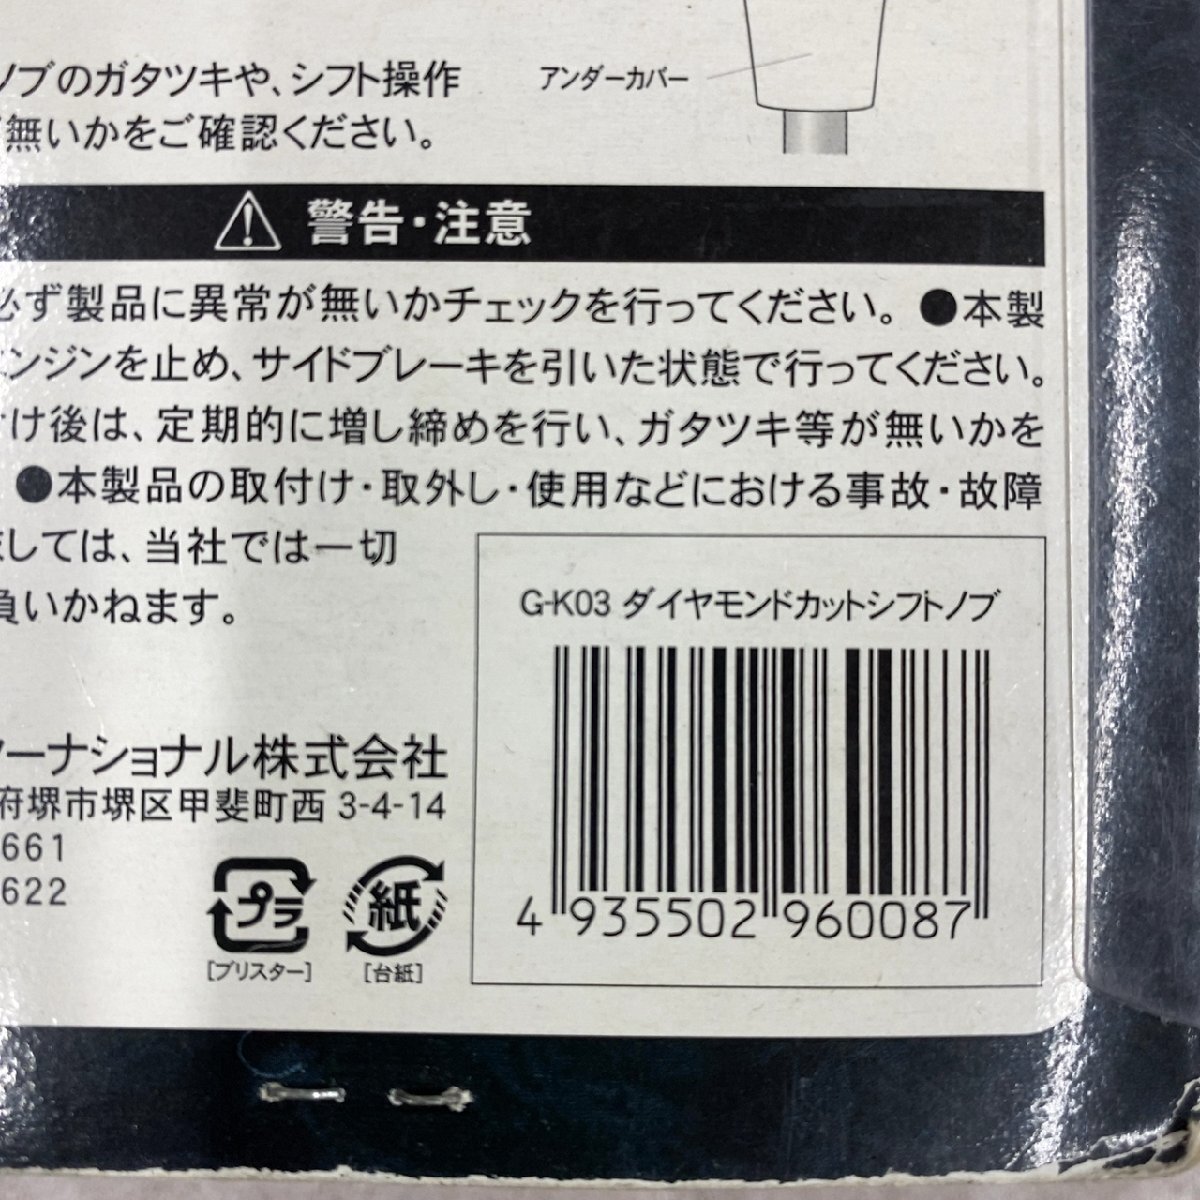 ノブのガタツキや、シフト操作
無いかをご確認ください。
アンダーカバー
警告・注意
必ず製品に異常が無いかチェックを行ってください。●本製
エンジンを止め、サイドブレーキを引いた状態で行ってください。
け後は、定期的に増し締めを行い、ガタツキ等が無いかを
●本製品の取付け・取外し・使用などにおける事故・故障
しては、当社では一切
負いかねます。
G-K03 ダイヤモンドカットシフトノブ
4 935502 960087
ターナショナル株式会社
府堺市堺区甲斐町西 3-4-14
661
622
プラ
[ブリスター]
紙
[台紙]